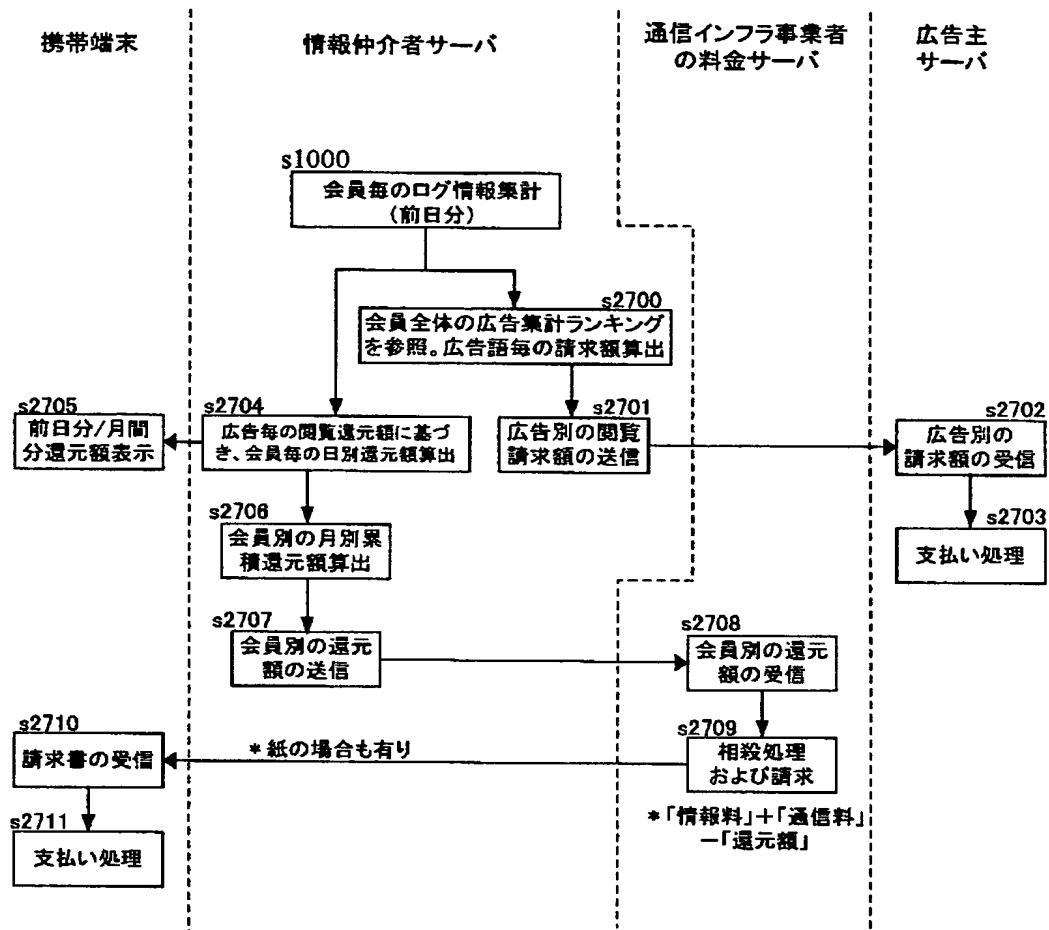 携帯端末
情報仲介者サーバ
通信インフラ事業者
の料金サーバ
広告主
サーバ
s1000
会員毎のログ情報集計
(前日分)
s2700
会員全体の広告集計ランキング
を参照。広告語毎の請求額算出
s2705
前日分/月間
分還元額表示
s2704
広告毎の閲覧還元額に基づ
き、会員毎の日別還元額算出
s2701
広告別の閲覧
請求額の送信
s2702
広告別の
請求額の受信
s2703
支払い処理
s2706
会員別の月別累
積還元額算出
s2707
会員別の還元
額の送信
s2708
会員別の還元
額の受信
s2709
相殺処理
および請求
*「情報料」+「通信料」
-「還元額」
*紙の場合も有り
s2710
請求書の受信
s2711
支払い処理